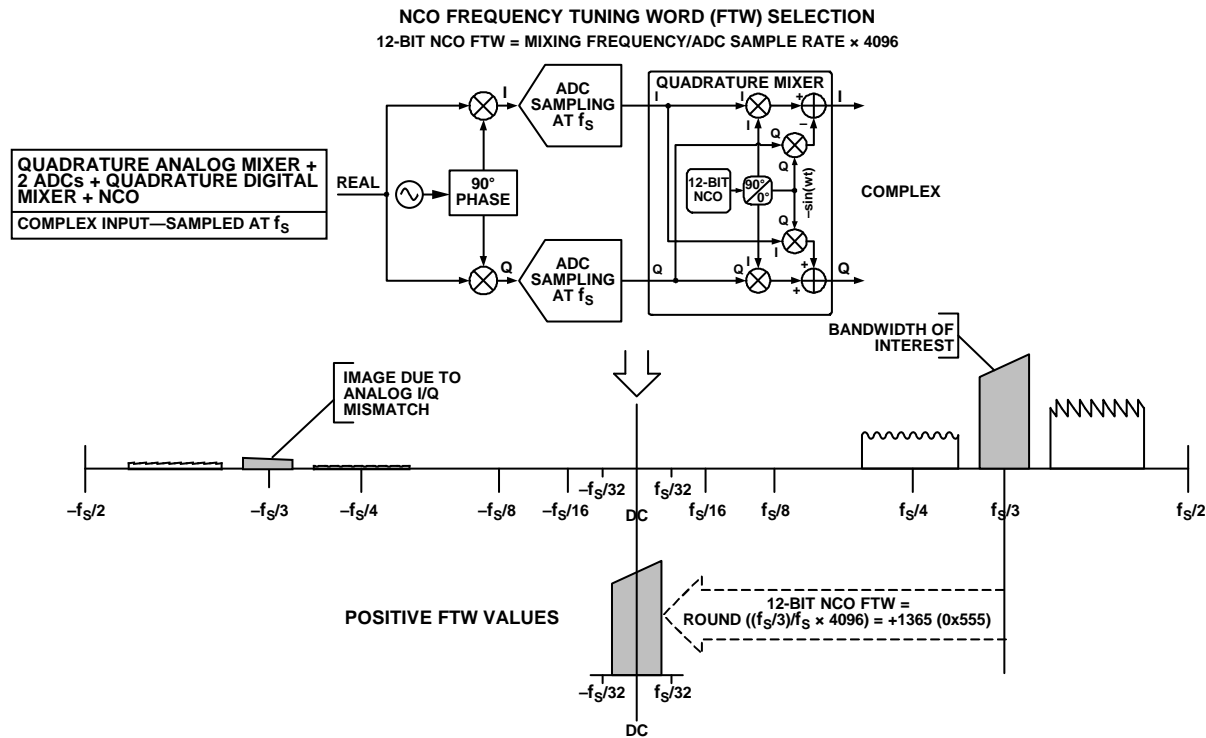 NCO FREQUENCY TUNING WORD (FTW) SELECTION
12-BIT NCO FTW = MIXING FREQUENCY/ADC SAMPLE RATE × 4096
QUADRATURE ANALOG MIXER +
2 ADCs + QUADRATURE DIGITAL
MIXER + NCO
COMPLEX INPUT—SAMPLED AT fS
REAL
90°
PHASE
I
Q
ADC
SAMPLING
AT fS
ADC
SAMPLING
AT fS
I
Q
QUADRATURE MIXER
I
I
Q
Q
12-BIT
NCO
90°
0°
–sin(wt)
Q
I
Q
I
+
–
+
+
I
Q
COMPLEX
BANDWIDTH OF
INTEREST
IMAGE DUE TO
ANALOG I/Q
MISMATCH
–fS/2
–fS/3
–fS/4
–fS/8
–fS/16
–fS/32
DC
fS/32
fS/16
fS/8
fS/4
fS/3
fS/2
POSITIVE FTW VALUES
12-BIT NCO FTW =
ROUND ((fS/3)/fS × 4096) = +1365 (0x555)
–fS/32
fS/32
DC